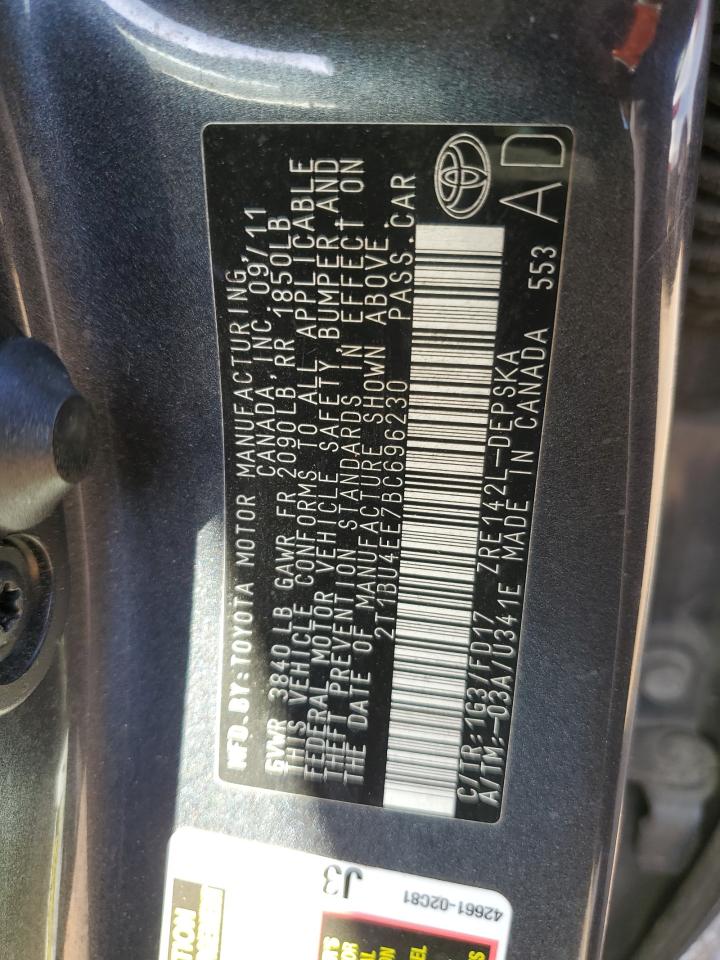 MFD.BY:TOYOTA MOTOR MANUFACTURING,
CANADA,INC 09/11
GVWR 3840LB GAWR FR 2090LB RR 1850LB
THIS VEHICLE CONFORMS TO ALL APPLICABLE
FEDERAL MOTOR VEHICLE SAFETY,BUMPER,AND
THEFT PREVENTION STANDARDS IN EFFECT ON
THE DATE OF MANUFACTURE SHOWN ABOVE.
2T1BU4EE7BC696230 PASS.CAR
C/TR:1G3/FD17 ZRE142L-DEPSKA
A/TM:-03A/U341E MADE IN CANADA 553
AD
J3
42661-02C81
TION